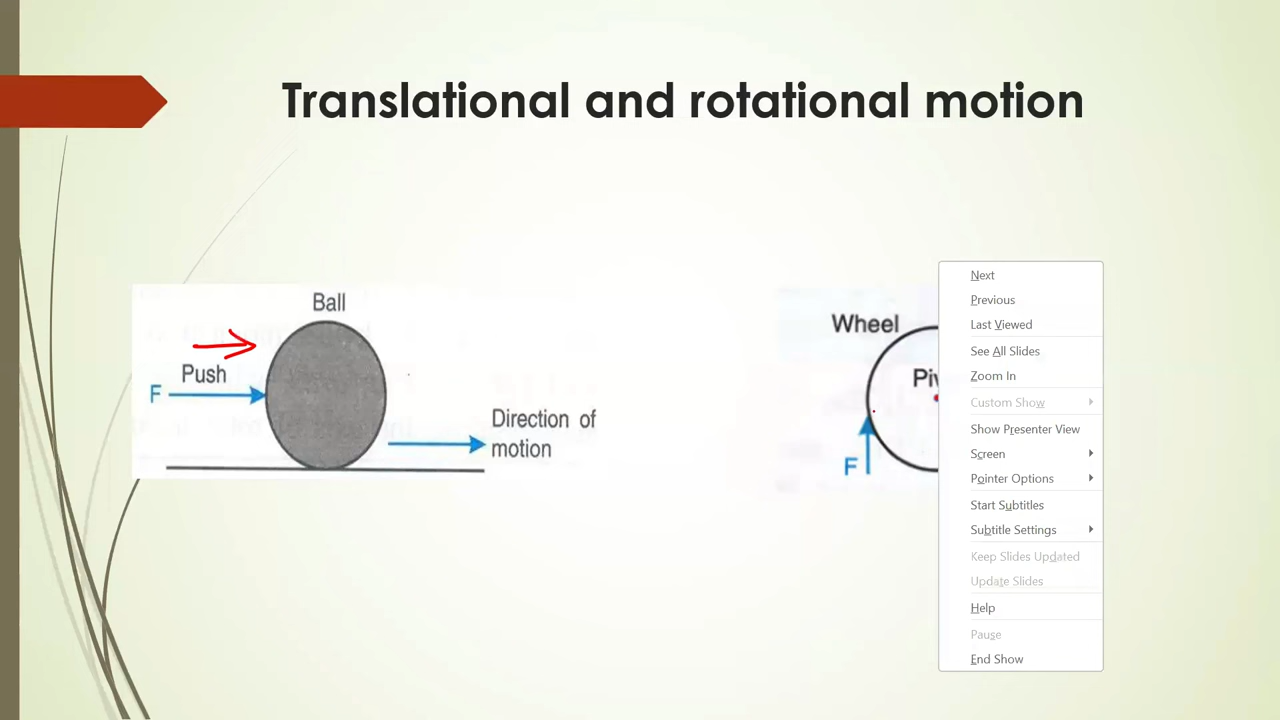 Translational and rotational motion
Ball
Push
F
Direction of
motion
Wheel
F
Next
Previous
Last Viewed
See All Slides
Zoom In
Custom Show
Show Presenter View
Screen
Pointer Options
Start Subtitles
Subtitle Settings
Keep Slides Updated
Update Slides
Help
Pause
End Show